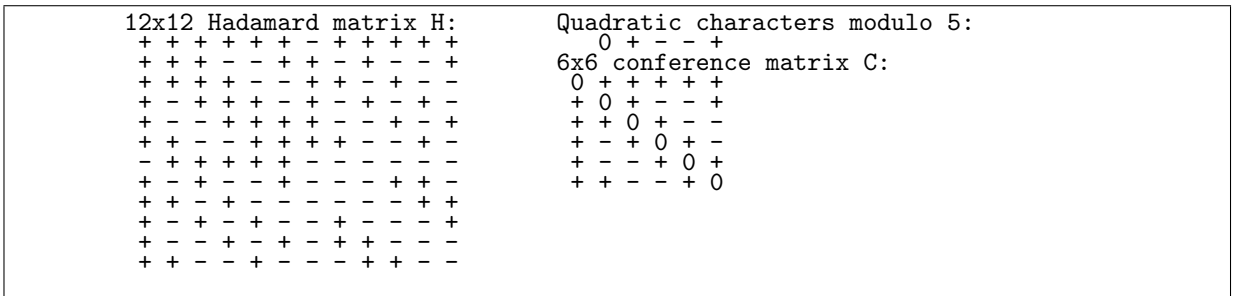 12x12 Hadamard matrix H:
+ + + + + + - + + + + +
+ + + - - + + - + - - +
+ + + + - - + + - + - -
+ - + + + - + - + - + -
+ - - + + + + - - + - +
+ + - - + + + + - - + -
- + + + + + - - - - - -
+ - + - - + - - - + + -
+ + - + - - - - - - + +
+ - + - + - - + - - - +
+ - - + - + - + + - - -
+ + - - + - - - + + - -
Quadratic characters modulo 5:
0 + - - +
6x6 conference matrix C:
0 + + + + +
+ 0 + - - +
+ + 0 + - -
+ - + 0 + -
+ - - + 0 +
+ + - - + 0